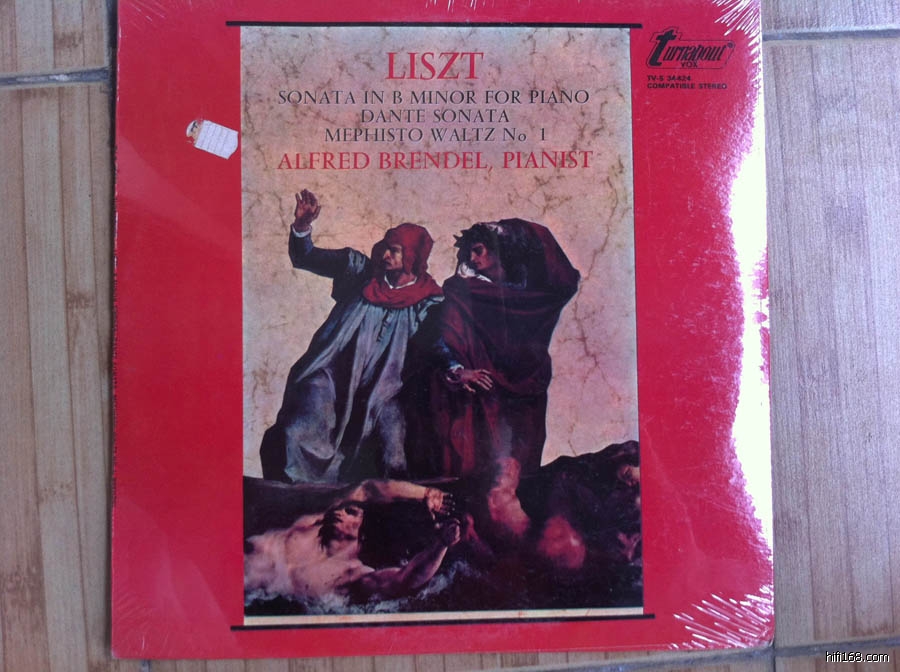 LISZT
SONATA IN B MINOR FOR PIANO
DANTE SONATA
MEPHISTO WALTZ No 1
ALFRED BRENDEL, PIANIST
turnabout
VOX
TV-S 34424
COMPATIBLE STEREO
hifi168.com